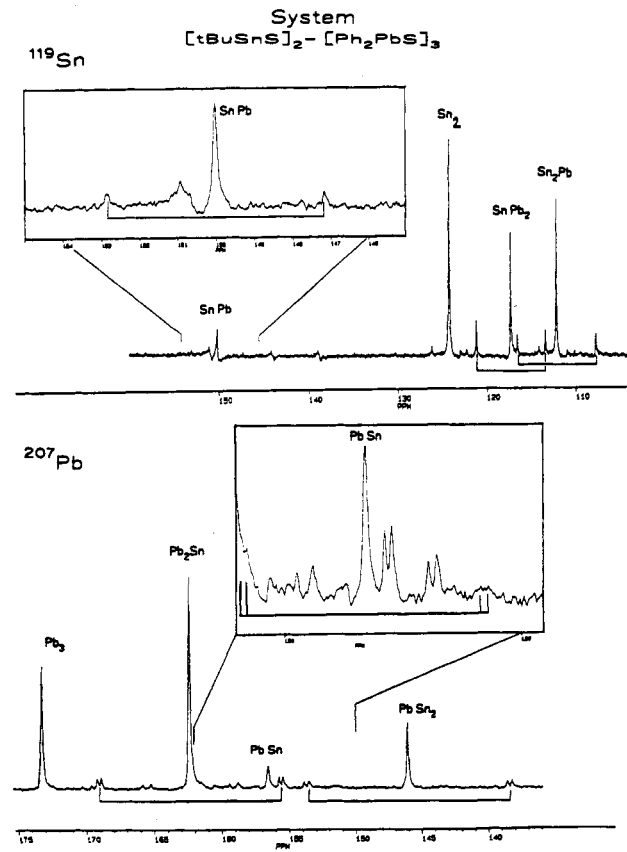 System
[tBuSnS]2-[Ph2PbS]3
119Sn
Sn Pb
Sn2
Sn Pb2
Sn2Pb
Sn Pb
150 140 130 120 110
PPM
207Pb
Pb Sn
Pb2Sn
Pb3
Pb Sn
Pb Sn2
175 170 165 160 155 150 145 140
PPM